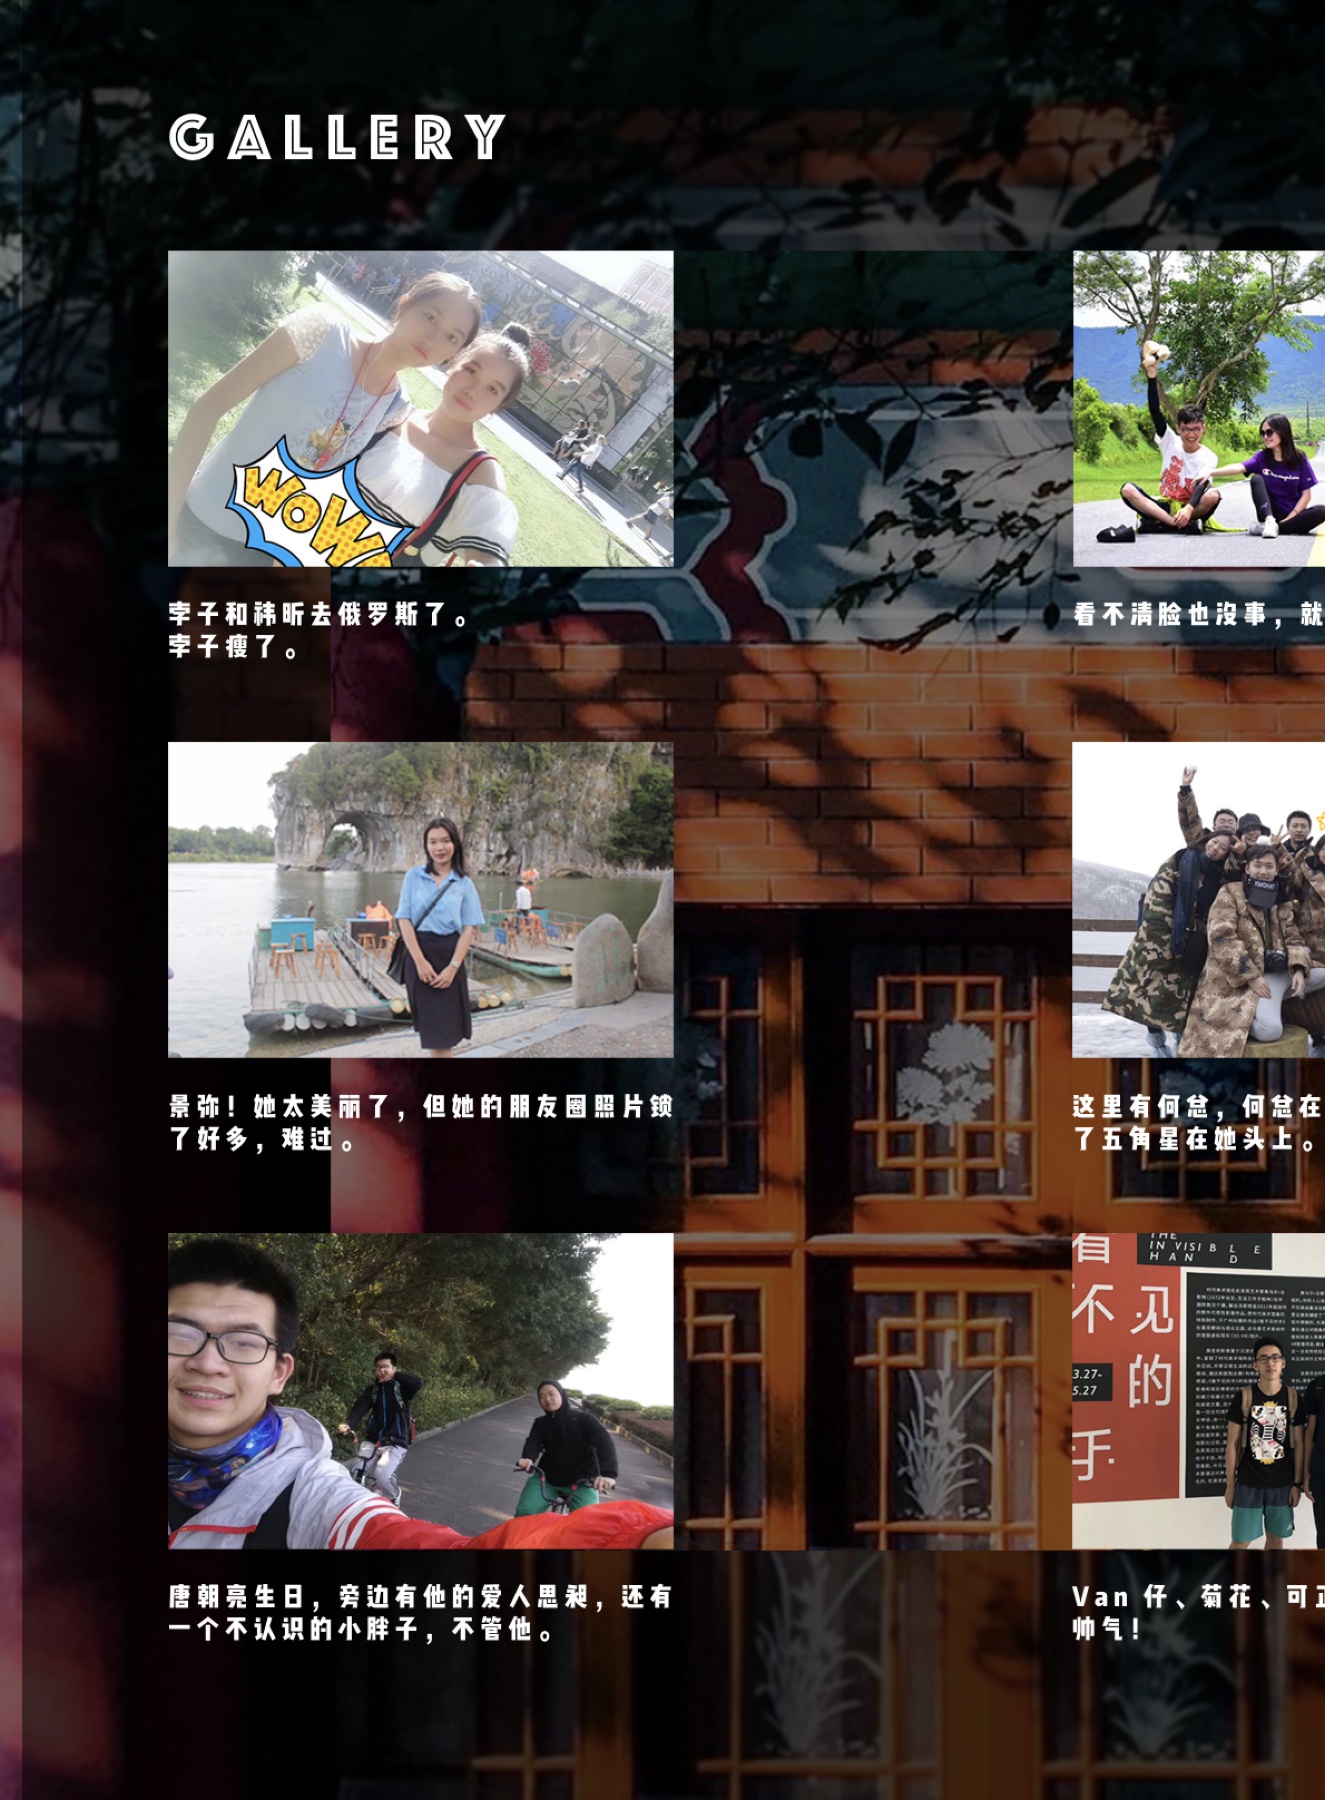 GALLERY
WOW
李子和祎昕去俄罗斯了。
李子瘦了。
看不清脸也没事，就
Champion
景弥！她太美丽了，但她的朋友圈照片锁
了好多，难过。
这里有何总，何总在
了五角星在她头上。
THE
INVISIBLE
HAND
看
不见
的
手
3.27-
5.27
唐朝亮生日，旁边有他的爱人思昶，还有
一个不认识的小胖子，不管他。
Van 仔、菊花、可正
帅气！